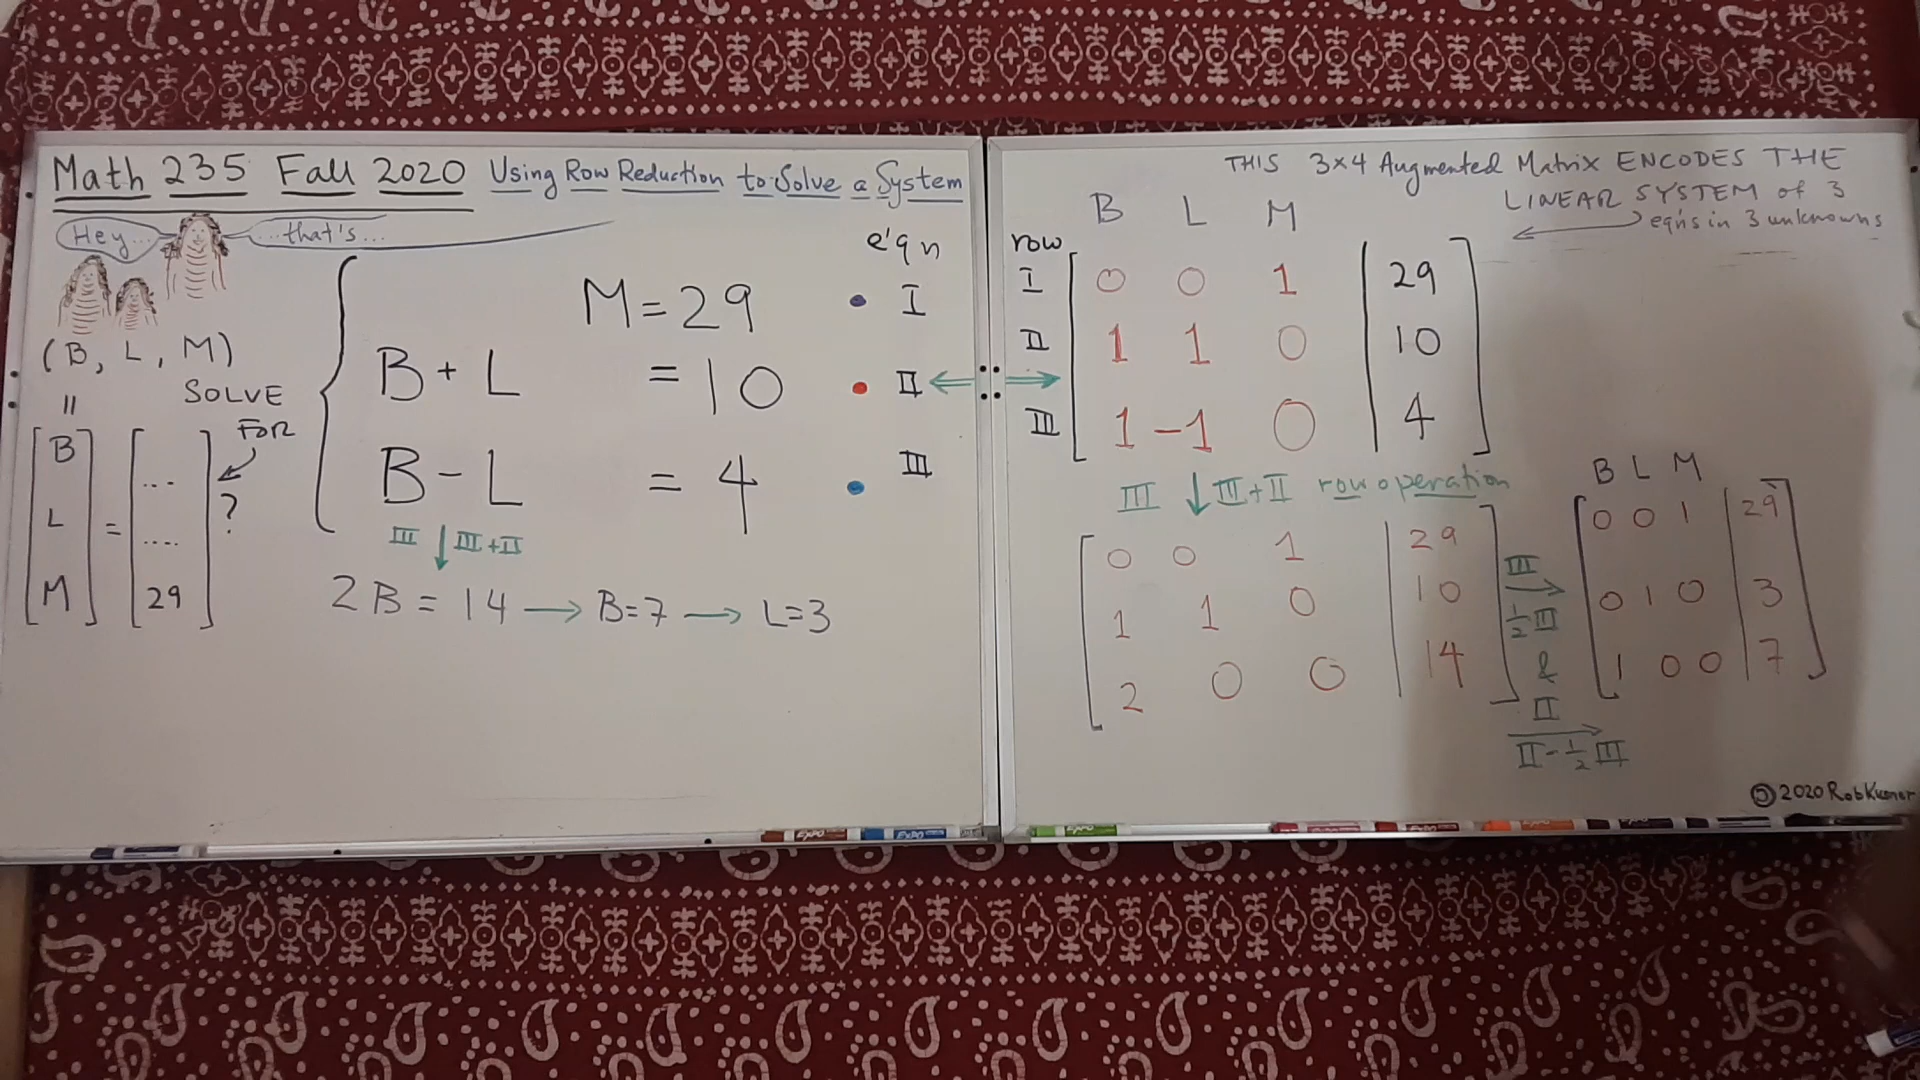 Math 235 Fall 2020 Using Row Reduction to Solve a System
Hey...
...that's...
e'qn
M = 29 • I
B + L = 10 • II
B - L = 4 • III
(B, L, M)
SOLVE
FOR
=
[B L M] = [... .... 29] ?
III ↓ III+II
2B = 14 → B=7 → L=3
THIS 3x4 Augmented Matrix ENCODES THE
LINEAR SYSTEM of 3
eq'ns in 3 unknowns
B L M
row
I [0 0 1 | 29]
II [1 1 0 | 10]
III [1 -1 0 | 4]
III ↓ III+II row operation
[0 0 1 | 29]
[1 1 0 | 10]
[2 0 0 | 14]
III
→
1/2 III
&
II
→
II - 1/2 III
B L M
[0 0 1 | 29]
[0 1 0 | 3]
[1 0 0 | 7]
© 2020 Rob Kusner
EXPO
EXPO
EXPO
EXPO